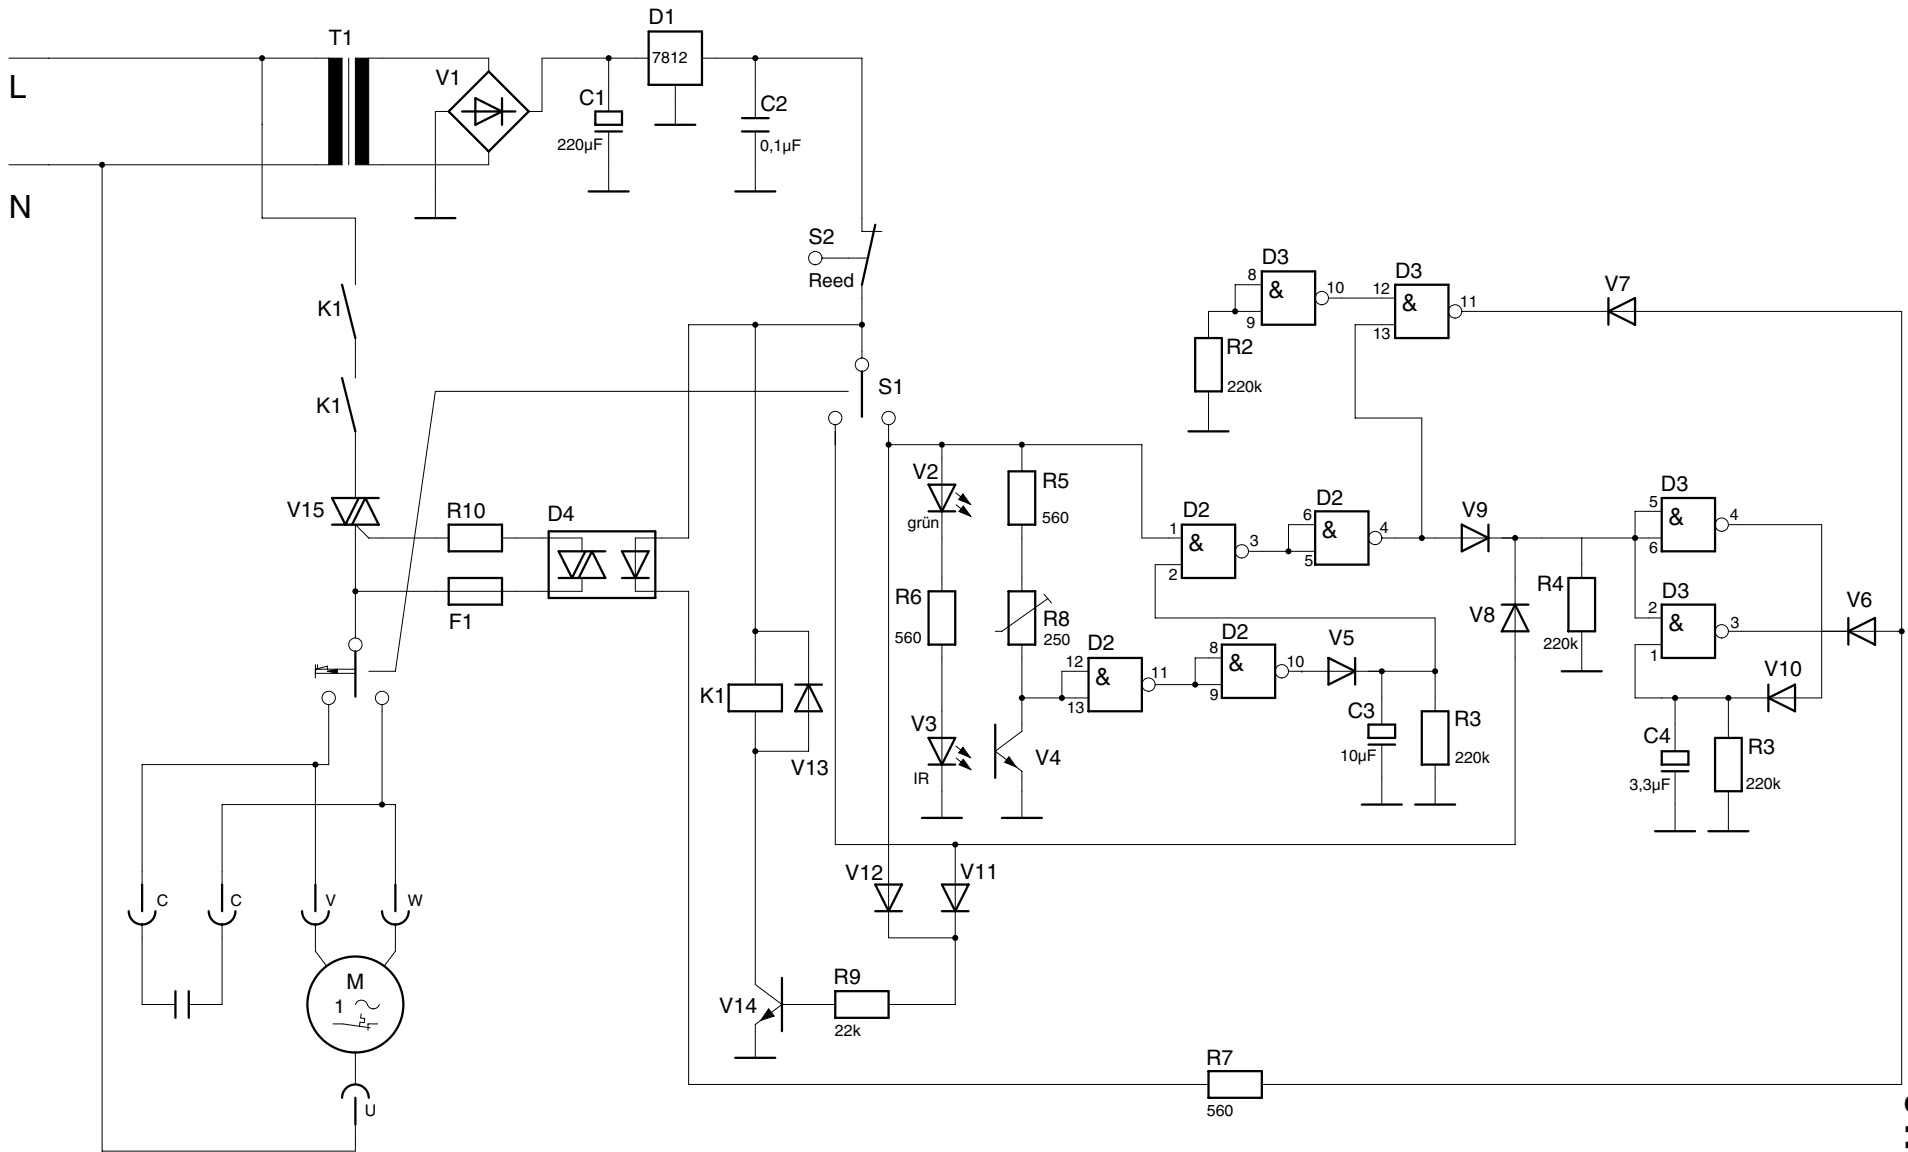 L
N
T1
V1
D1
7812
C1
220µF
C2
0,1µF
S2
Reed
K1
K1
S1
V15
R10
D4
F1
V2
grün
R5
560
R6
560
R8
250
V3
IR
V4
D2
&
1
2
3
D2
&
6
5
4
D2
&
12
13
11
D2
&
8
9
10
V5
C3
10µF
R3
220k
D3
&
8
9
10
R2
220k
D3
&
12
13
11
V7
V9
V8
R4
220k
D3
&
5
6
4
D3
&
2
1
3
V6
V10
C4
3,3µF
R3
220k
K1
V13
V12
V11
V14
R9
22k
R7
560
C
C
V
W
M
1
U